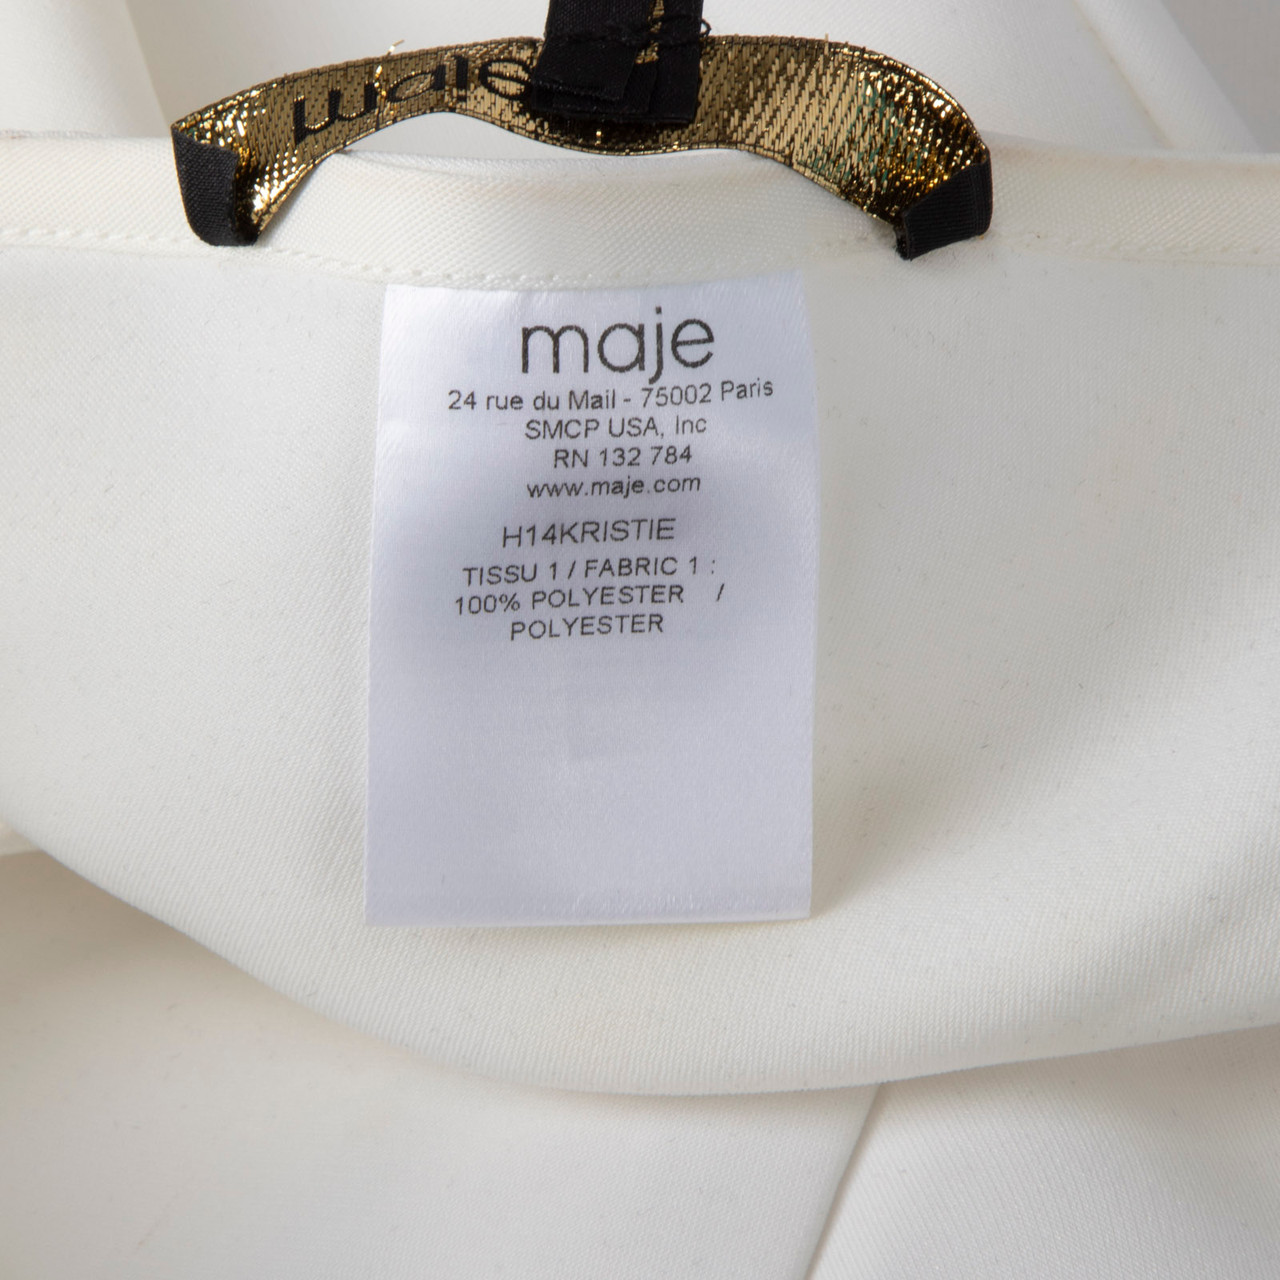 maje
maje
24 rue du Mail - 75002 Paris
SMCP USA, Inc
RN 132 784
www.maje.com
H14KRISTIE
TISSU 1 / FABRIC 1 :
100% POLYESTER /
POLYESTER